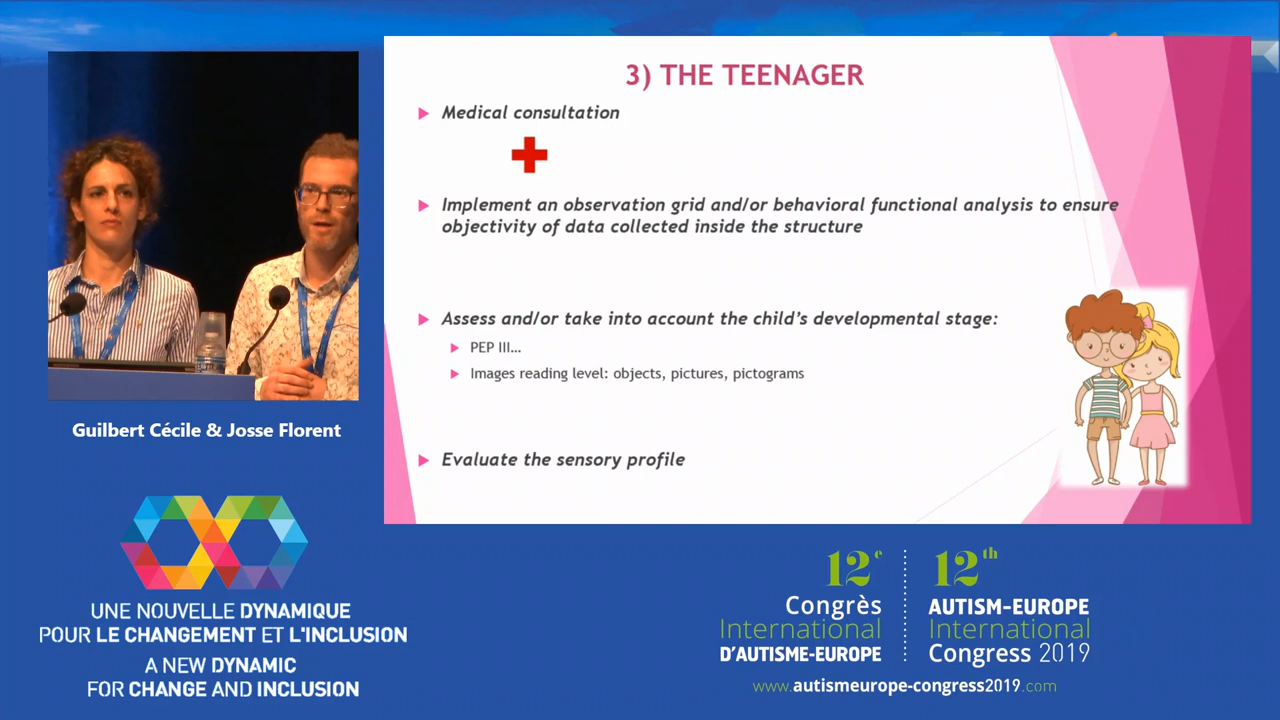 3) THE TEENAGER
Medical consultation
Implement an observation grid and/or behavioral functional analysis to ensure
objectivity of data collected inside the structure
Assess and/or take into account the child's developmental stage:
PEP III...
Images reading level: objects, pictures, pictograms
Evaluate the sensory profile
Guilbert Cécile & Josse Florent
UNE NOUVELLE DYNAMIQUE
POUR LE CHANGEMENT ET L'INCLUSION
A NEW DYNAMIC
FOR CHANGE AND INCLUSION
12e
Congrès
International
D'AUTISME-EUROPE
12th
AUTISM-EUROPE
International
Congress 2019
www.autismeurope-congress2019.com